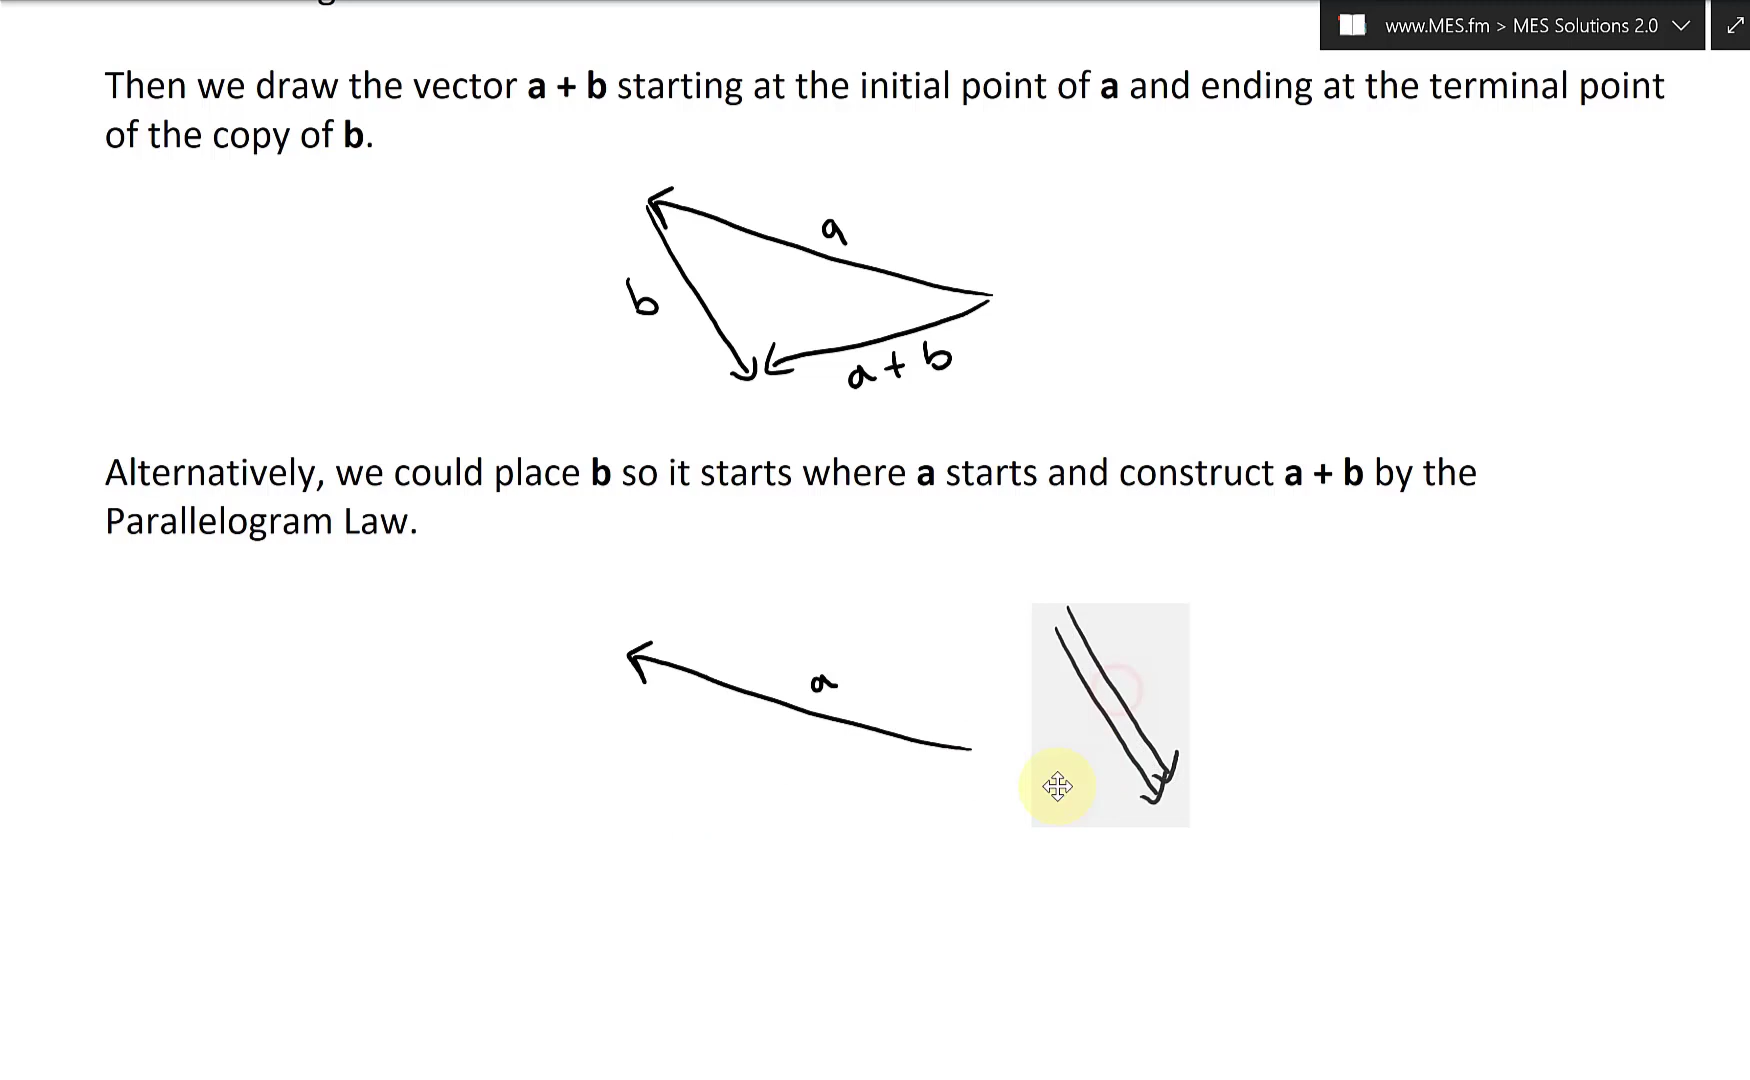 www.MES.fm > MES Solutions 2.0
Then we draw the vector a + b starting at the initial point of a and ending at the terminal point
of the copy of b.
a
b
a + b
Alternatively, we could place b so it starts where a starts and construct a + b by the
Parallelogram Law.
a